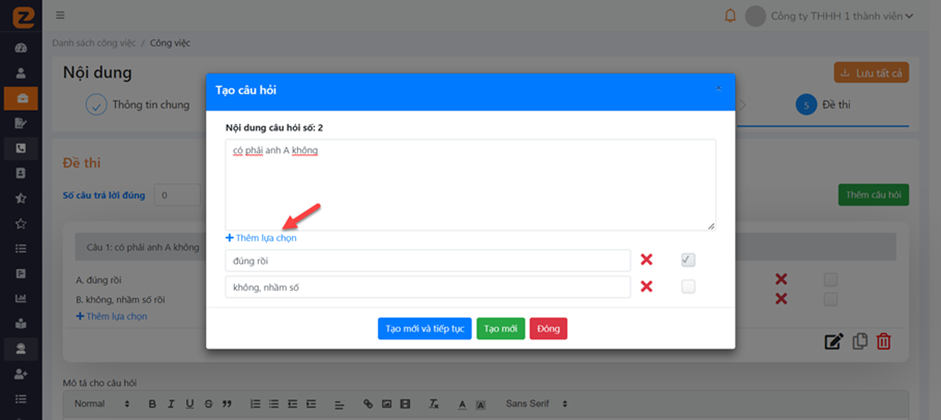 Công ty THHH 1 thành viên
Danh sách công việc / Công việc
Nội dung
Lưu tất cả
Thông tin chung
5 Đề thi
Tạo câu hỏi
×
Nội dung câu hỏi số: 2
có phải anh A không
+ Thêm lựa chọn
đúng rồi
không, nhầm số
Tạo mới và tiếp tục
Tạo mới
Đóng
Đề thi
Số câu trả lời đúng 0
Thêm câu hỏi
Câu 1: có phải anh A không
A. đúng rồi
B. không, nhầm số rồi
+ Thêm lựa chọn
Mô tả cho câu hỏi
Normal B I U S Sans Serif